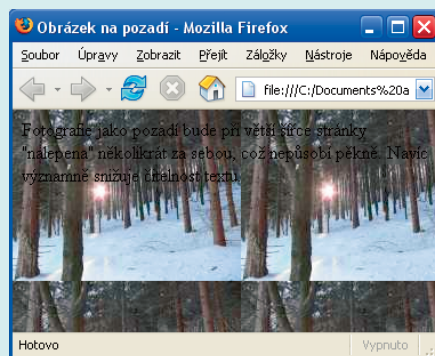 Obrázek na pozadí - Mozilla Firefox
Soubor Úpravy Zobrazit Přejít Záložky Nástroje Nápověda
file:///C:/Documents%20a
Fotografie jako pozadí bude při větší šířce stránky
"nalepena" několikrát za sebou, což nepůsobí pěkně. Navíc
významně snižuje čitelnost textu.
Hotovo Vypnuto